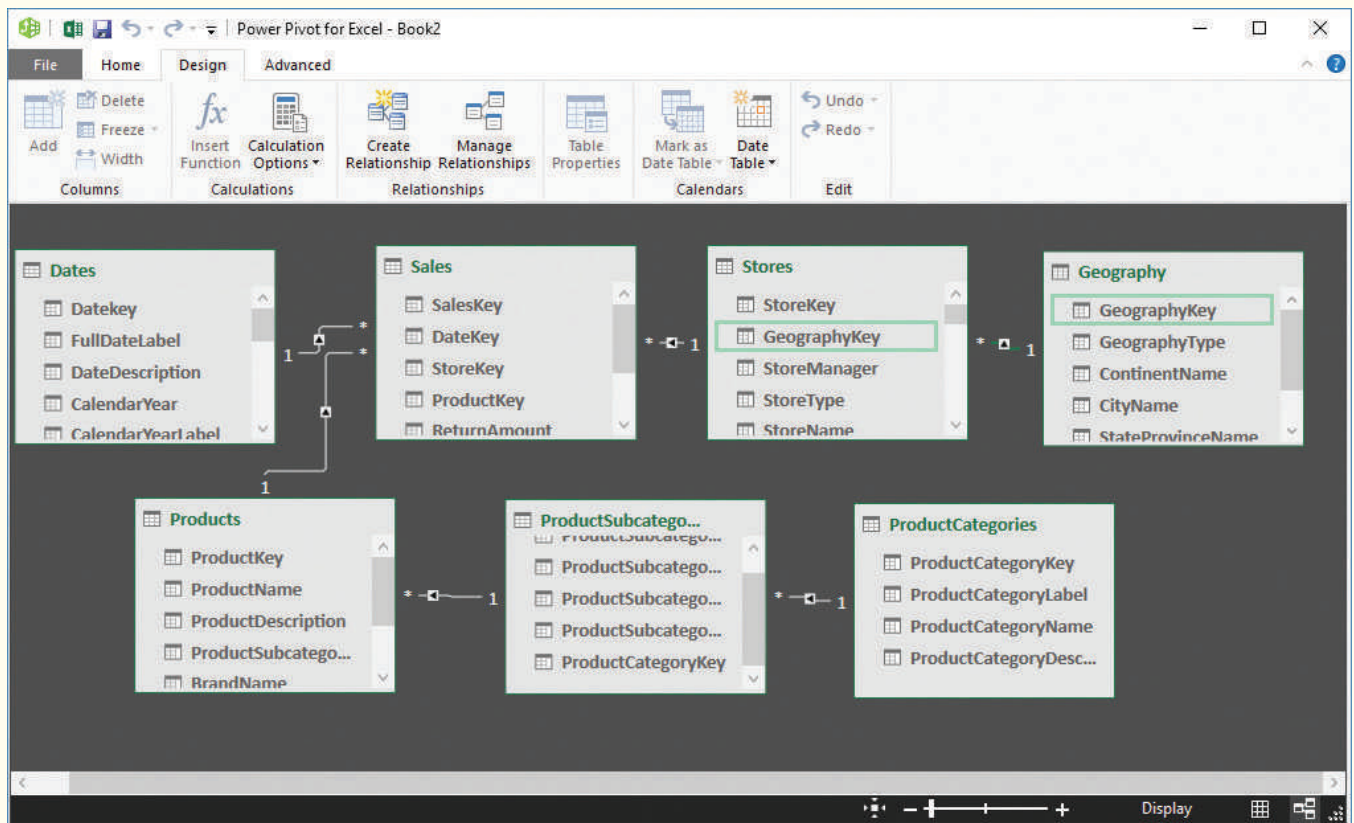 Power Pivot for Excel - Book2
File Home Design Advanced
Add
Delete
Freeze
Width
Columns
fx
Insert Function
Calculation Options
Calculations
Create Relationship
Manage Relationships
Relationships
Table Properties
Mark as Date Table
Date Table
Calendars
Undo
Redo
Edit
Dates
Datekey
FullDateLabel
DateDescription
CalendarYear
CalendarYearLabel
1
*
*
1
Sales
SalesKey
DateKey
StoreKey
ProductKey
ReturnAmount
* 1
Stores
StoreKey
GeographyKey
StoreManager
StoreType
StoreName
* 1
Geography
GeographyKey
GeographyType
ContinentName
CityName
StateProvinceName
Products
ProductKey
ProductName
ProductDescription
ProductSubcatego...
BrandName
* 1
ProductSubcatego...
ProductSubcatego...
ProductSubcatego...
ProductSubcatego...
ProductSubcatego...
ProductCategoryKey
* 1
ProductCategories
ProductCategoryKey
ProductCategoryLabel
ProductCategoryName
ProductCategoryDesc...
Display